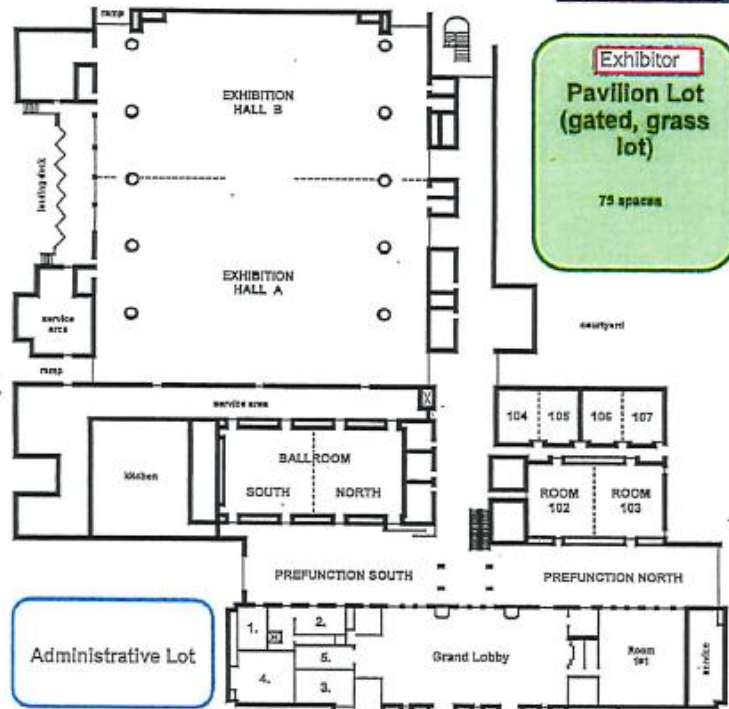 ramp
EXHIBITION
HALL B
Exhibitor
Pavilion Lot
(gated, grass
lot)
75 spaces
loading dock
EXHIBITION
HALL A
service
area
courtyard
ramp
service area
104 105 106 107
BALLROOM
SOUTH NORTH
kitchen
ROOM
102
ROOM
103
PREFUNCTION SOUTH
PREFUNCTION NORTH
Administrative Lot
1.
2.
5.
4.
3.
Grand Lobby
Room
101
service